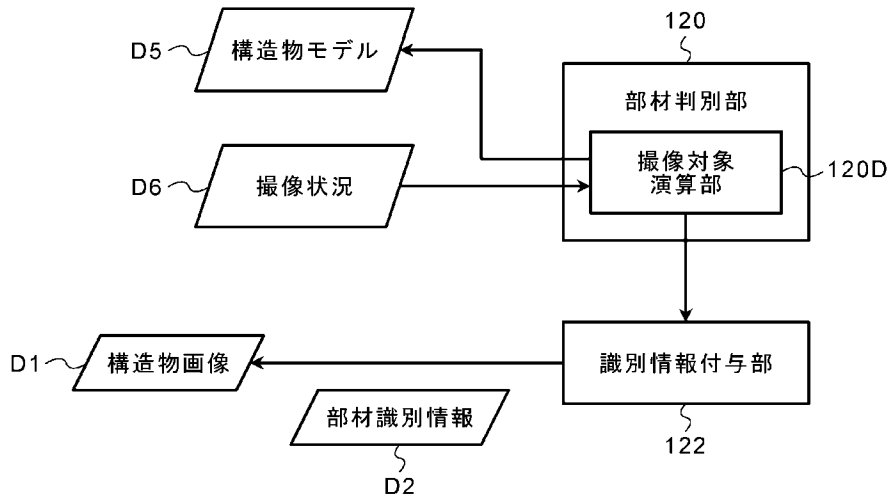 120
D5
構造物モデル
部材判別部
撮像対象
演算部
120D
D6
撮像状況
D1
構造物画像
識別情報付与部
122
部材識別情報
D2